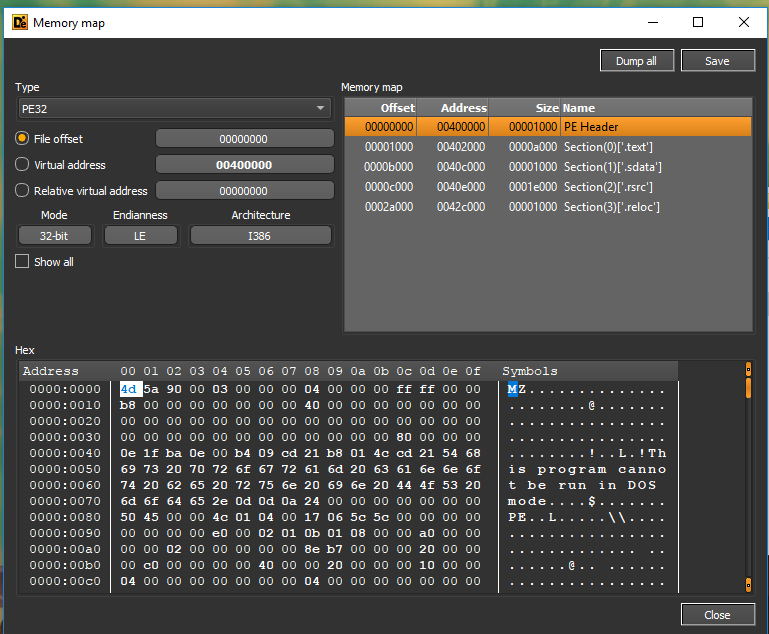 Memory map
Dump all Save
Type
PE32
File offset 00000000
Virtual address 00400000
Relative virtual address 00000000
Mode Endianness Architecture
32-bit LE I386
Show all
Memory map
Offset Address Size Name
00000000 00400000 00001000 PE Header
00001000 00402000 0000a000 Section(0)['.text']
0000b000 0040c000 00001000 Section(1)['.sdata']
0000c000 0040e000 0001e000 Section(2)['.rsrc']
0002a000 0042c000 00001000 Section(3)['.reloc']
Hex
Address 00 01 02 03 04 05 06 07 08 09 0a 0b 0c 0d 0e 0f Symbols
0000:0000 4d 5a 90 00 03 00 00 00 04 00 00 00 ff ff 00 00 MZ..............
0000:0010 b8 00 00 00 00 00 00 00 40 00 00 00 00 00 00 00 ........@.......
0000:0020 00 00 00 00 00 00 00 00 00 00 00 00 00 00 00 00 ................
0000:0030 00 00 00 00 00 00 00 00 00 00 00 00 80 00 00 00 ................
0000:0040 0e 1f ba 0e 00 b4 09 cd 21 b8 01 4c cd 21 54 68 ........!..L.!Th
0000:0050 69 73 20 70 72 6f 67 72 61 6d 20 63 61 6e 6e 6f is program canno
0000:0060 74 20 62 65 20 72 75 6e 20 69 6e 20 44 4f 53 20 t be run in DOS
0000:0070 6d 6f 64 65 2e 0d 0d 0a 24 00 00 00 00 00 00 00 mode....$.......
0000:0080 50 45 00 00 4c 01 04 00 17 06 5c 5c 00 00 00 00 PE..L.....\\....
0000:0090 00 00 00 00 e0 00 02 01 0b 01 08 00 00 a0 00 00 ................
0000:00a0 00 00 02 00 00 00 00 00 8e b7 00 00 00 20 00 00 ............. ..
0000:00b0 00 c0 00 00 00 00 40 00 00 20 00 00 00 10 00 00 ......@.. ......
0000:00c0 04 00 00 00 00 00 00 00 04 00 00 00 00 00 00 00 ................
Close